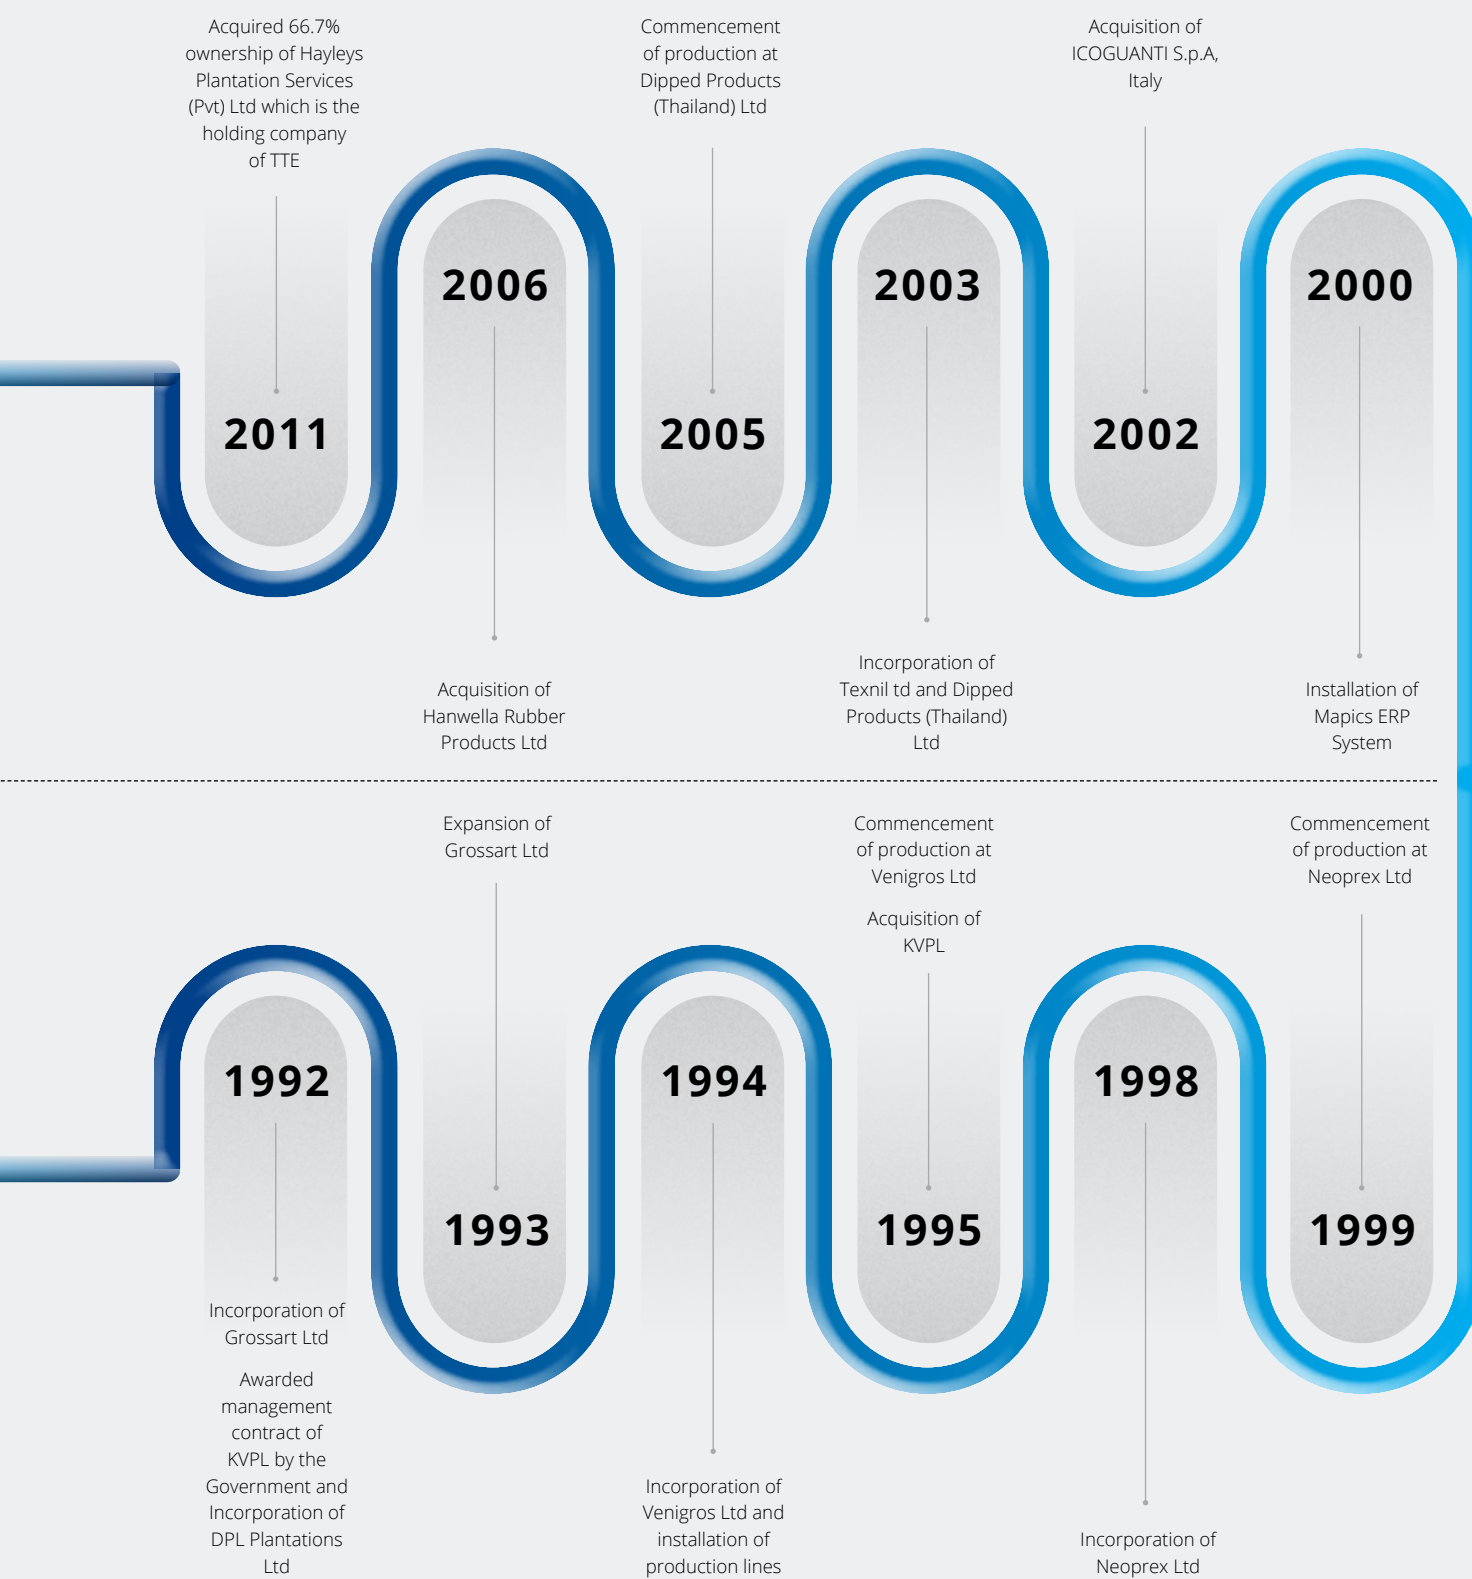 Acquired 66.7%
ownership of Hayleys
Plantation Services
(Pvt) Ltd which is the
holding company
of TTE
2011
2006
Acquisition of
Hanwella Rubber
Products Ltd
Commencement
of production at
Dipped Products
(Thailand) Ltd
2005
2003
Incorporation of
Texnil td and Dipped
Products (Thailand)
Ltd
Acquisition of
ICOGUANTI S.p.A,
Italy
2002
2000
Installation of
Mapics ERP
System
1992
Incorporation of
Grossart Ltd
Awarded
management
contract of
KVPL by the
Government and
Incorporation of
DPL Plantations
Ltd
Expansion of
Grossart Ltd
1993
1994
Incorporation of
Venigros Ltd and
installation of
production lines
Commencement
of production at
Venigros Ltd
Acquisition of
KVPL
1995
1998
Incorporation of
Neoprex Ltd
Commencement
of production at
Neoprex Ltd
1999